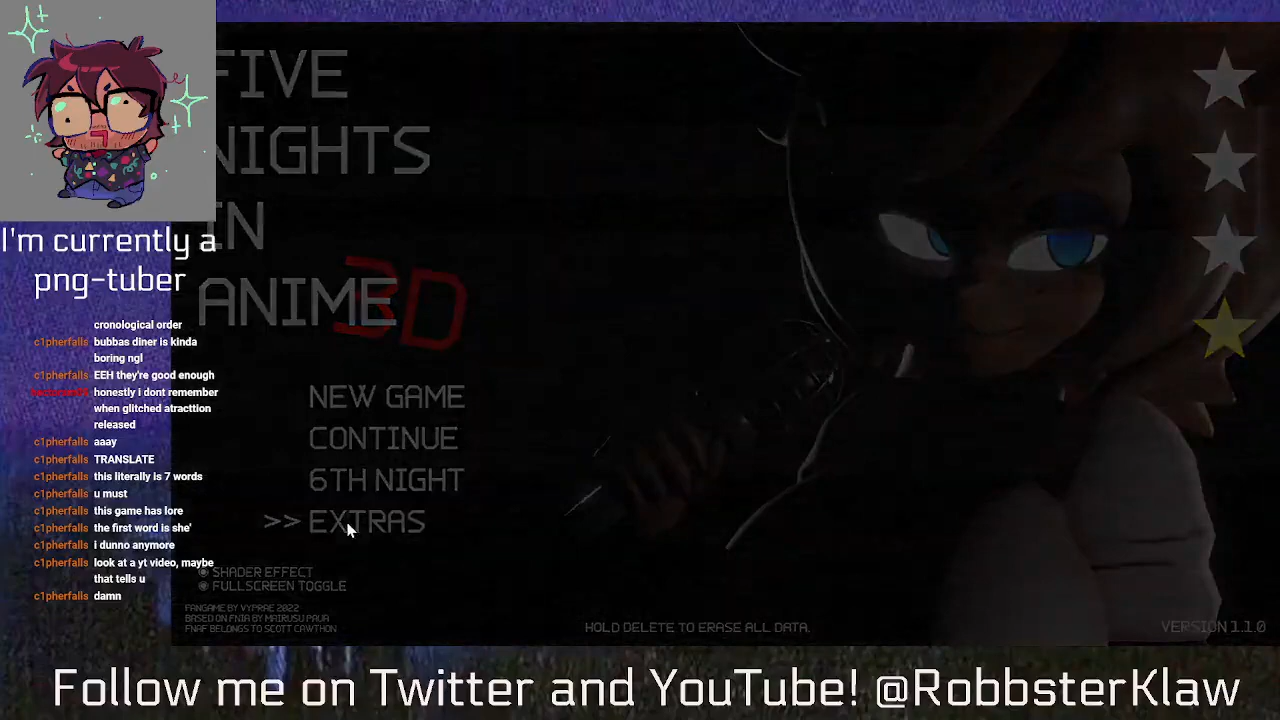 FIVE
NIGHTS
IN
ANIME
3D
NEW GAME
CONTINUE
6TH NIGHT
>> EXTRAS
SHADER EFFECT
FULLSCREEN TOGGLE
FANGAME BY VYPRAE 2022
BASED ON FNIA BY MAIRUSU PAUA
FNAF BELONGS TO SCOTT CAWTHON
HOLD DELETE TO ERASE ALL DATA.
VERSION 1.1.0
I'm currently a
png-tuber
cronological order
c1pherfalls bubbas diner is kinda
boring ngl
c1pherfalls EEH they're good enough
honestly i dont remember
when glitched atracttion
released
c1pherfalls aaay
c1pherfalls TRANSLATE
c1pherfalls this literally is 7 words
c1pherfalls u must
c1pherfalls this game has lore
c1pherfalls the first word is she'
c1pherfalls i dunno anymore
c1pherfalls look at a yt video, maybe
that tells u
c1pherfalls damn
Follow me on Twitter and YouTube! @RobbsterKlaw